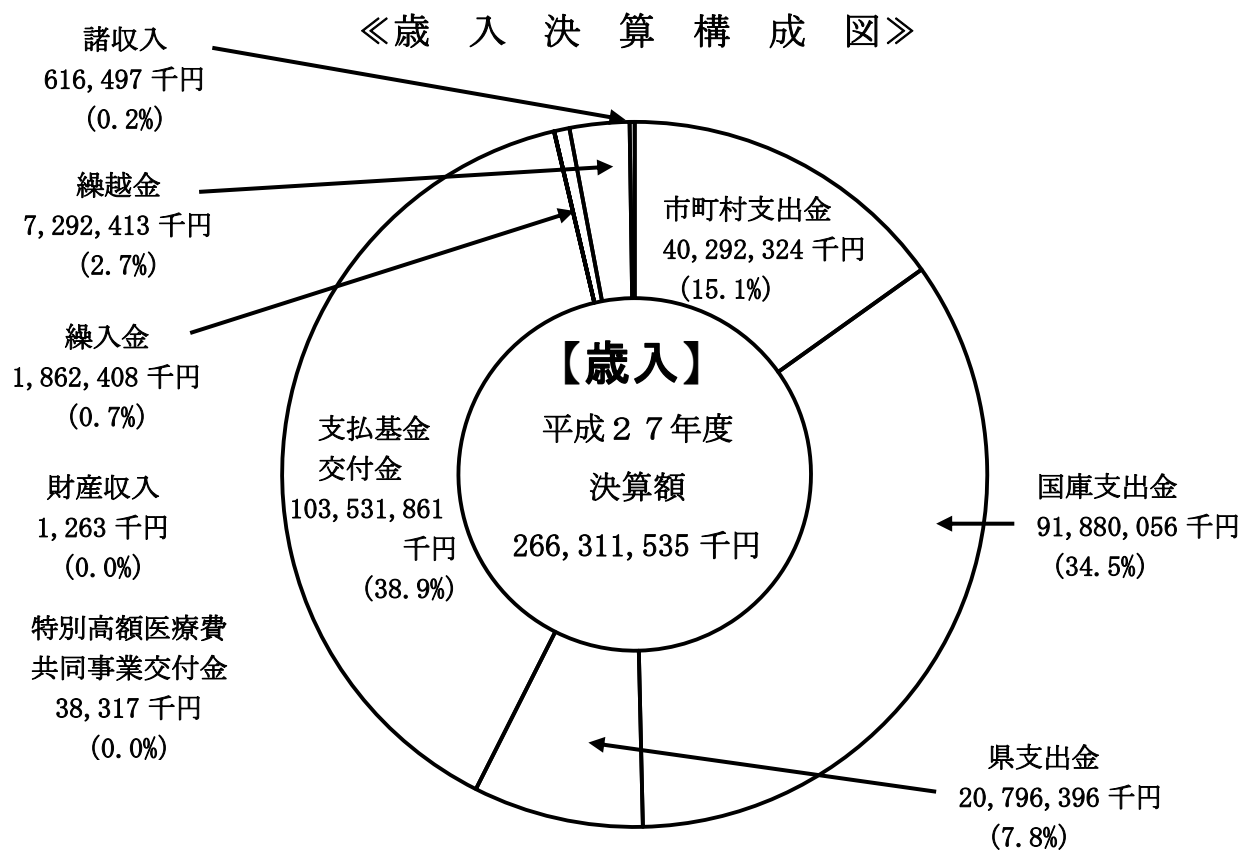 ≪歳 入 決 算 構 成 図≫
諸収入
616,497 千円
(0.2%)
繰越金
7,292,413 千円
(2.7%)
繰入金
1,862,408 千円
(0.7%)
財産収入
1,263 千円
(0.0%)
特別高額医療費
共同事業交付金
38,317 千円
(0.0%)
支払基金
交付金
103,531,861
千円
(38.9%)
【歳入】
平成２７年度
決算額
266,311,535 千円
市町村支出金
40,292,324 千円
(15.1%)
国庫支出金
91,880,056 千円
(34.5%)
県支出金
20,796,396 千円
(7.8%)